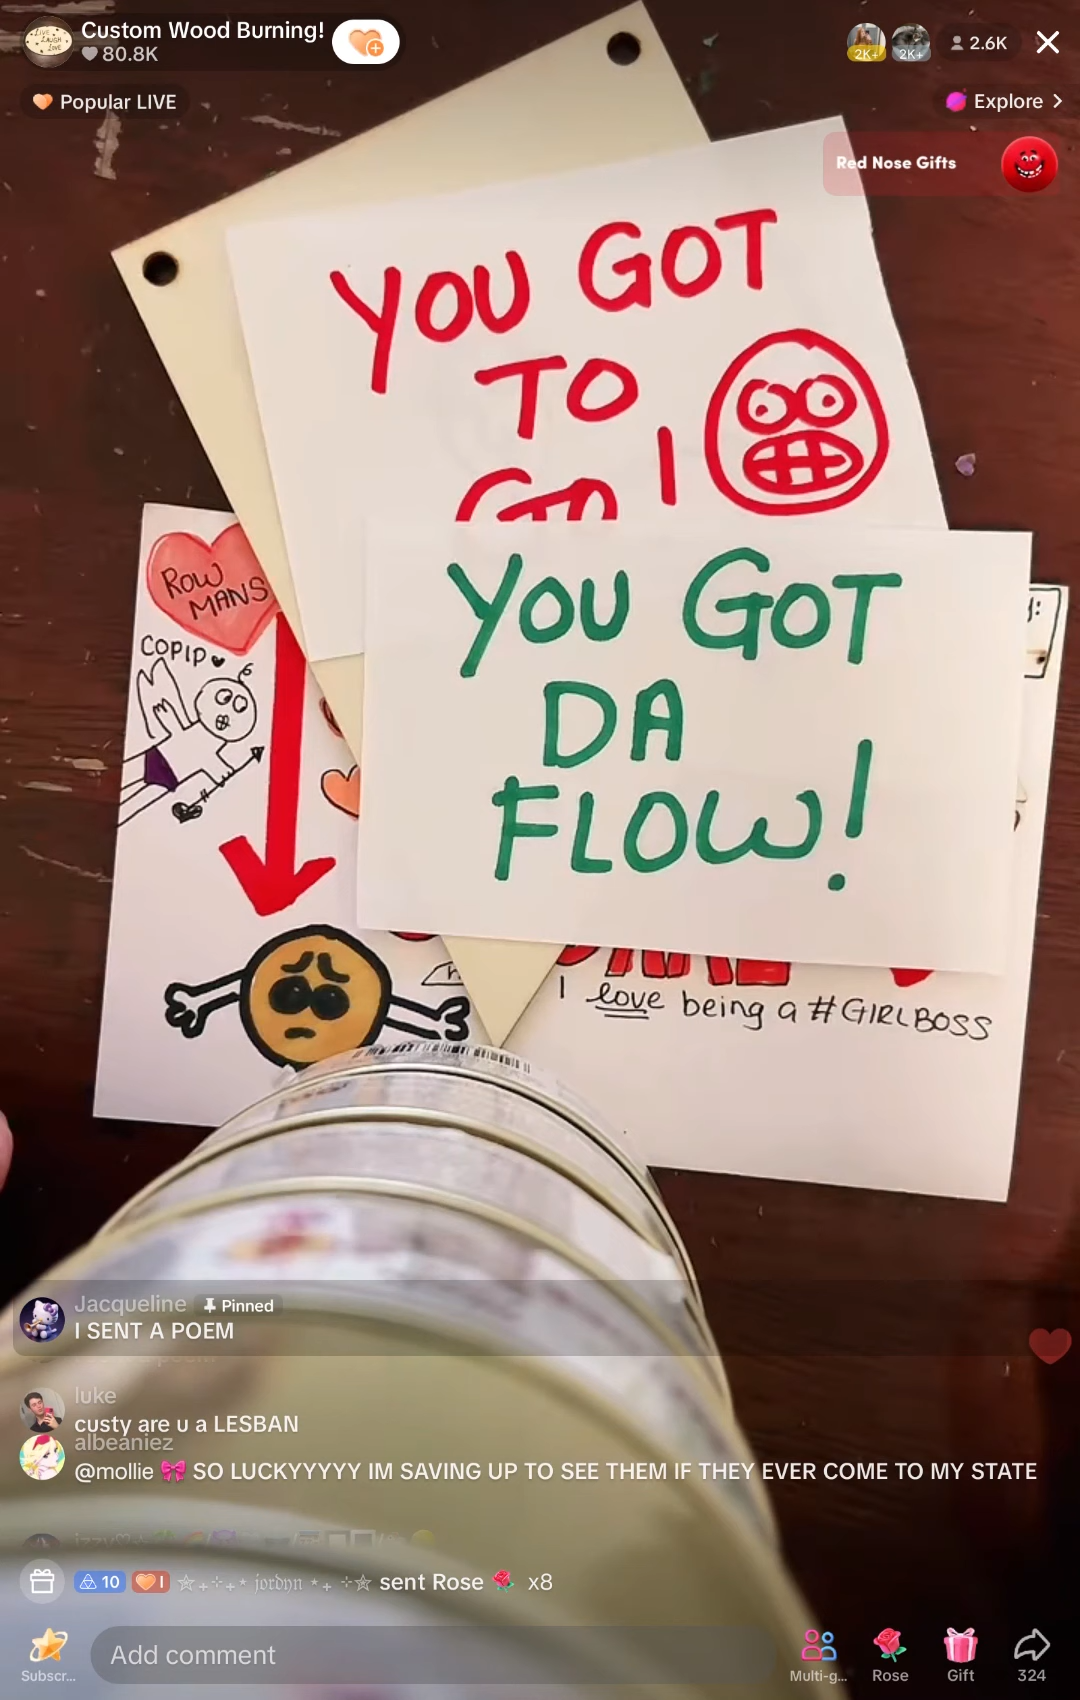 Custom Wood Burning!
80.8K
2K+
2K+
2.6K
Popular LIVE
Explore
Red Nose Gifts
YOU GOT
TO
GO!
ROW
MANS
COPIP
YOU GOT
DA
FLOW!
I love being a #GIRLBOSS
Jacqueline Pinned
I SENT A POEM
luke
custy are u a LESBAN
albeaniez
@mollie 🎀 SO LUCKYYYYY IM SAVING UP TO SEE THEM IF THEY EVER COME TO MY STATE
10 I jordyn sent Rose 🌹 x8
Subscr...
Add comment
Multi-g...
Rose
Gift
324